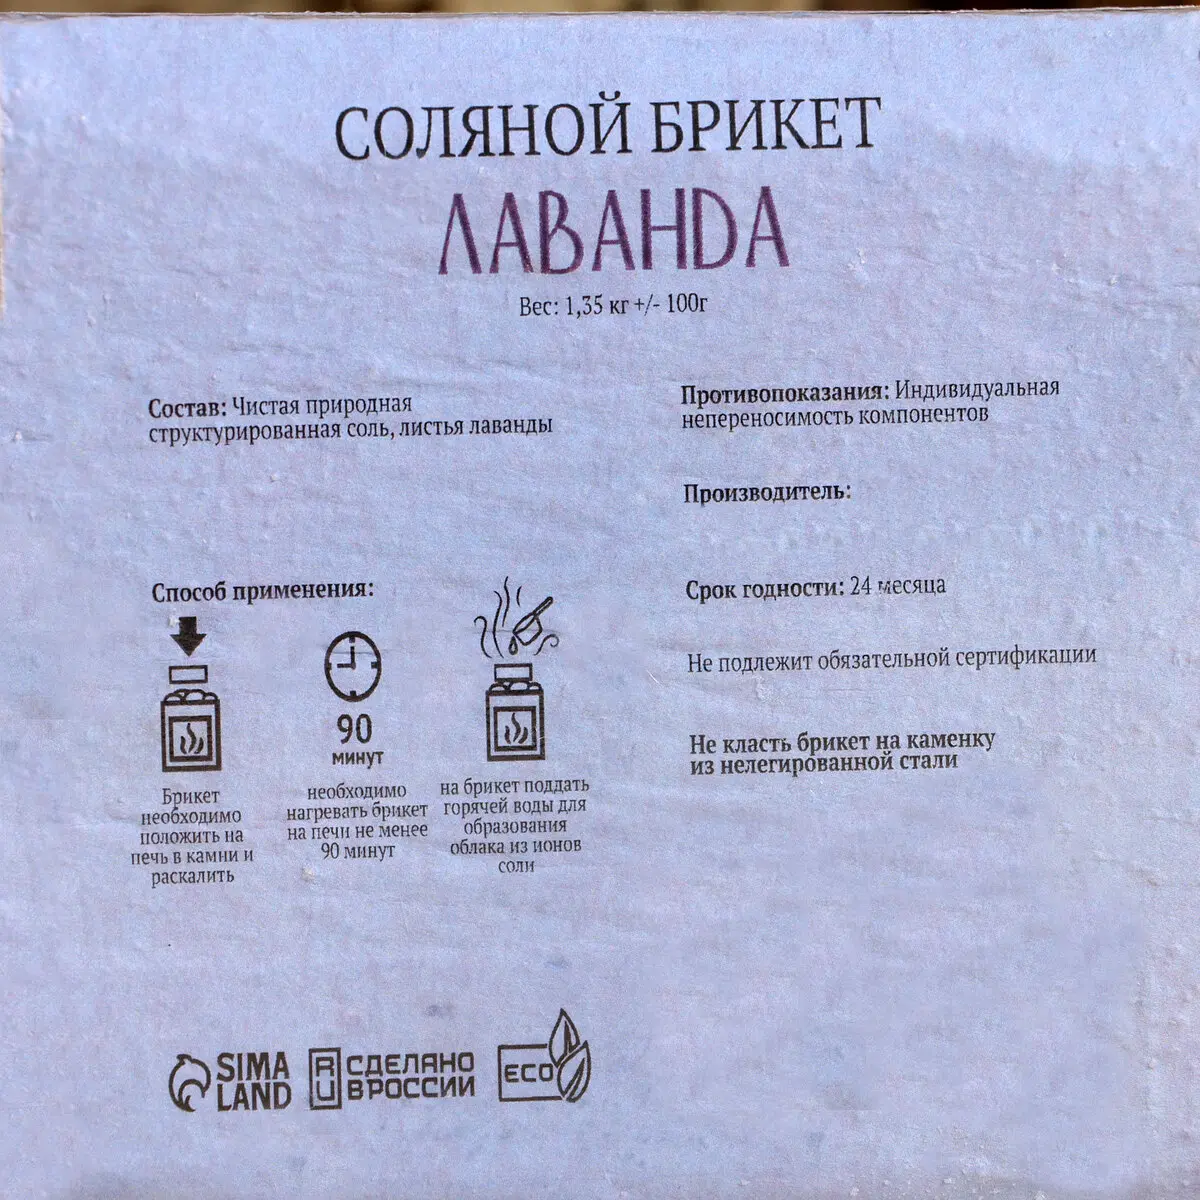 СОЛЯНОЙ БРИКЕТ
ЛАВАНDА
Вес: 1,35 кг +/- 100г
Состав: Чистая природная
структурированная соль, листья лаванды
Противопоказания: Индивидуальная
непереносимость компонентов
Производитель:
Срок годности: 24 месяца
Не подлежит обязательной сертификации
Не класть брикет на каменку
из нелегированной стали
Способ применения:
Брикет
необходимо
положить на
печь в камни и
раскалить
90
минут
необходимо
нагревать брикет
на печи не менее
90 минут
на брикет поддать
горячей воды для
образования
облака из ионов
соли
SIMA
LAND
RU
СДЕЛАНО
В РОССИИ
ECO